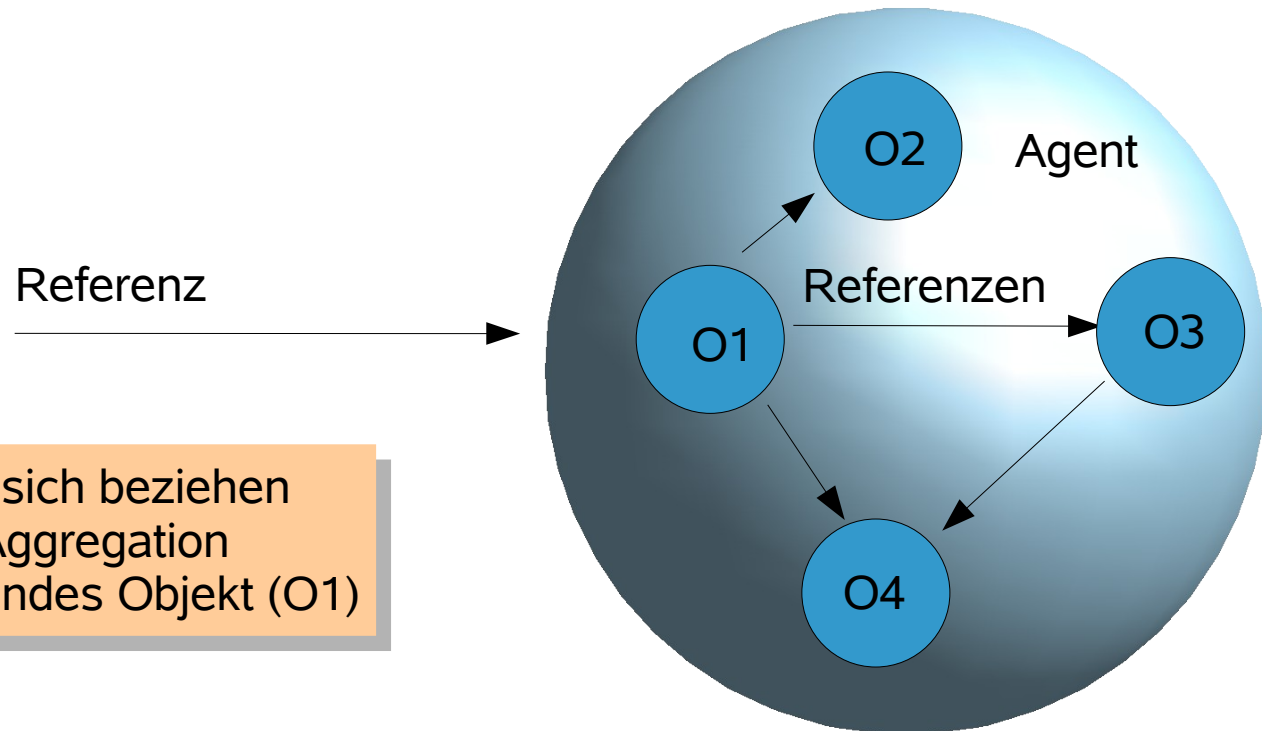 O2
Agent
Referenz
Referenzen
O1
O3
sich beziehen
Aggregation
ndes Objekt (O1)
O4